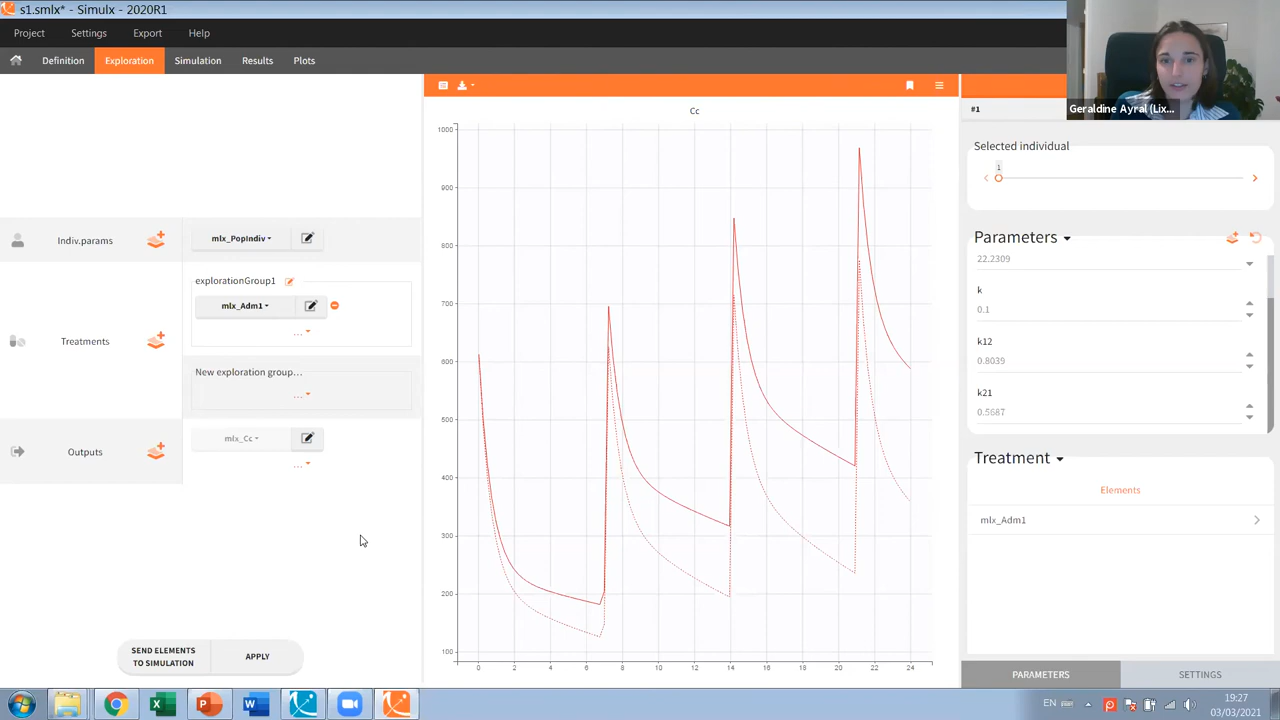 s1.smlx* - Simulx - 2020R1
Project Settings Export Help
Definition Exploration Simulation Results Plots
Geraldine Ayral (Lix...
#1
Cc
Selected individual
1
Indiv.params
mlx_PopIndiv
Parameters
22.2309
explorationGroup1
mlx_Adm1
...
Treatments
k
0.1
k12
0.8039
New exploration group...
...
k21
0.5687
Outputs
mlx_Cc
...
Treatment
Elements
mlx_Adm1
1000
900
800
700
600
500
400
300
200
100
0 2 4 6 8 10 12 14 16 18 20 22 24
SEND ELEMENTS
TO SIMULATION
APPLY
PARAMETERS SETTINGS
EN
19:27
03/03/2021